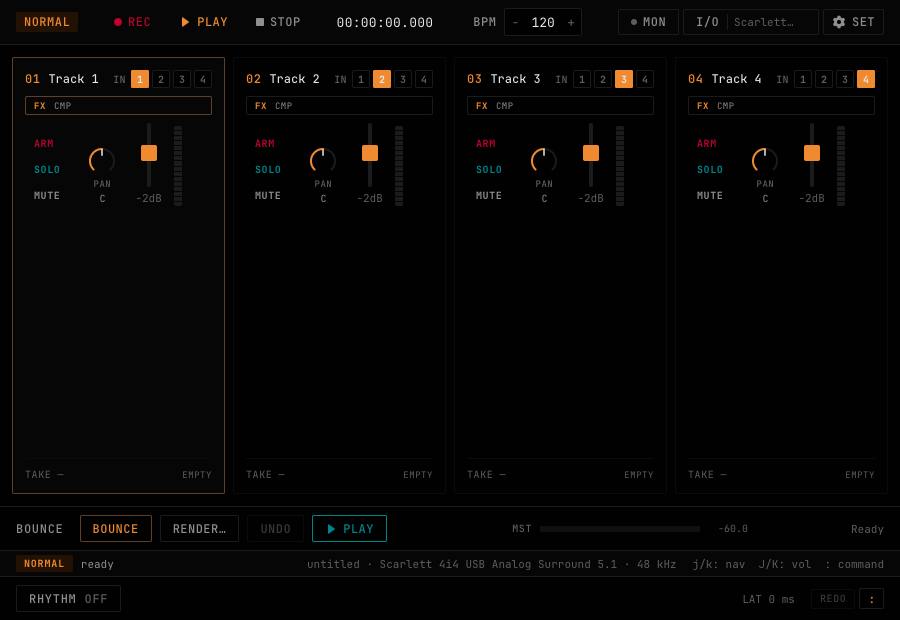 NORMAL REC PLAY STOP 00:00:00.000 BPM - 120 + MON I/O Scarlett… SET
01 Track 1 IN 1 2 3 4
FX CMP
ARM
SOLO
MUTE
PAN
C
-2dB
TAKE —
EMPTY
02 Track 2 IN 1 2 3 4
FX CMP
ARM
SOLO
MUTE
PAN
C
-2dB
TAKE —
EMPTY
03 Track 3 IN 1 2 3 4
FX CMP
ARM
SOLO
MUTE
PAN
C
-2dB
TAKE —
EMPTY
04 Track 4 IN 1 2 3 4
FX CMP
ARM
SOLO
MUTE
PAN
C
-2dB
TAKE —
EMPTY
BOUNCE BOUNCE RENDER… UNDO PLAY MST -60.0 Ready
NORMAL ready untitled · Scarlett 4i4 USB Analog Surround 5.1 · 48 kHz j/k: nav J/K: vol : command
RHYTHM OFF LAT 0 ms REDO :